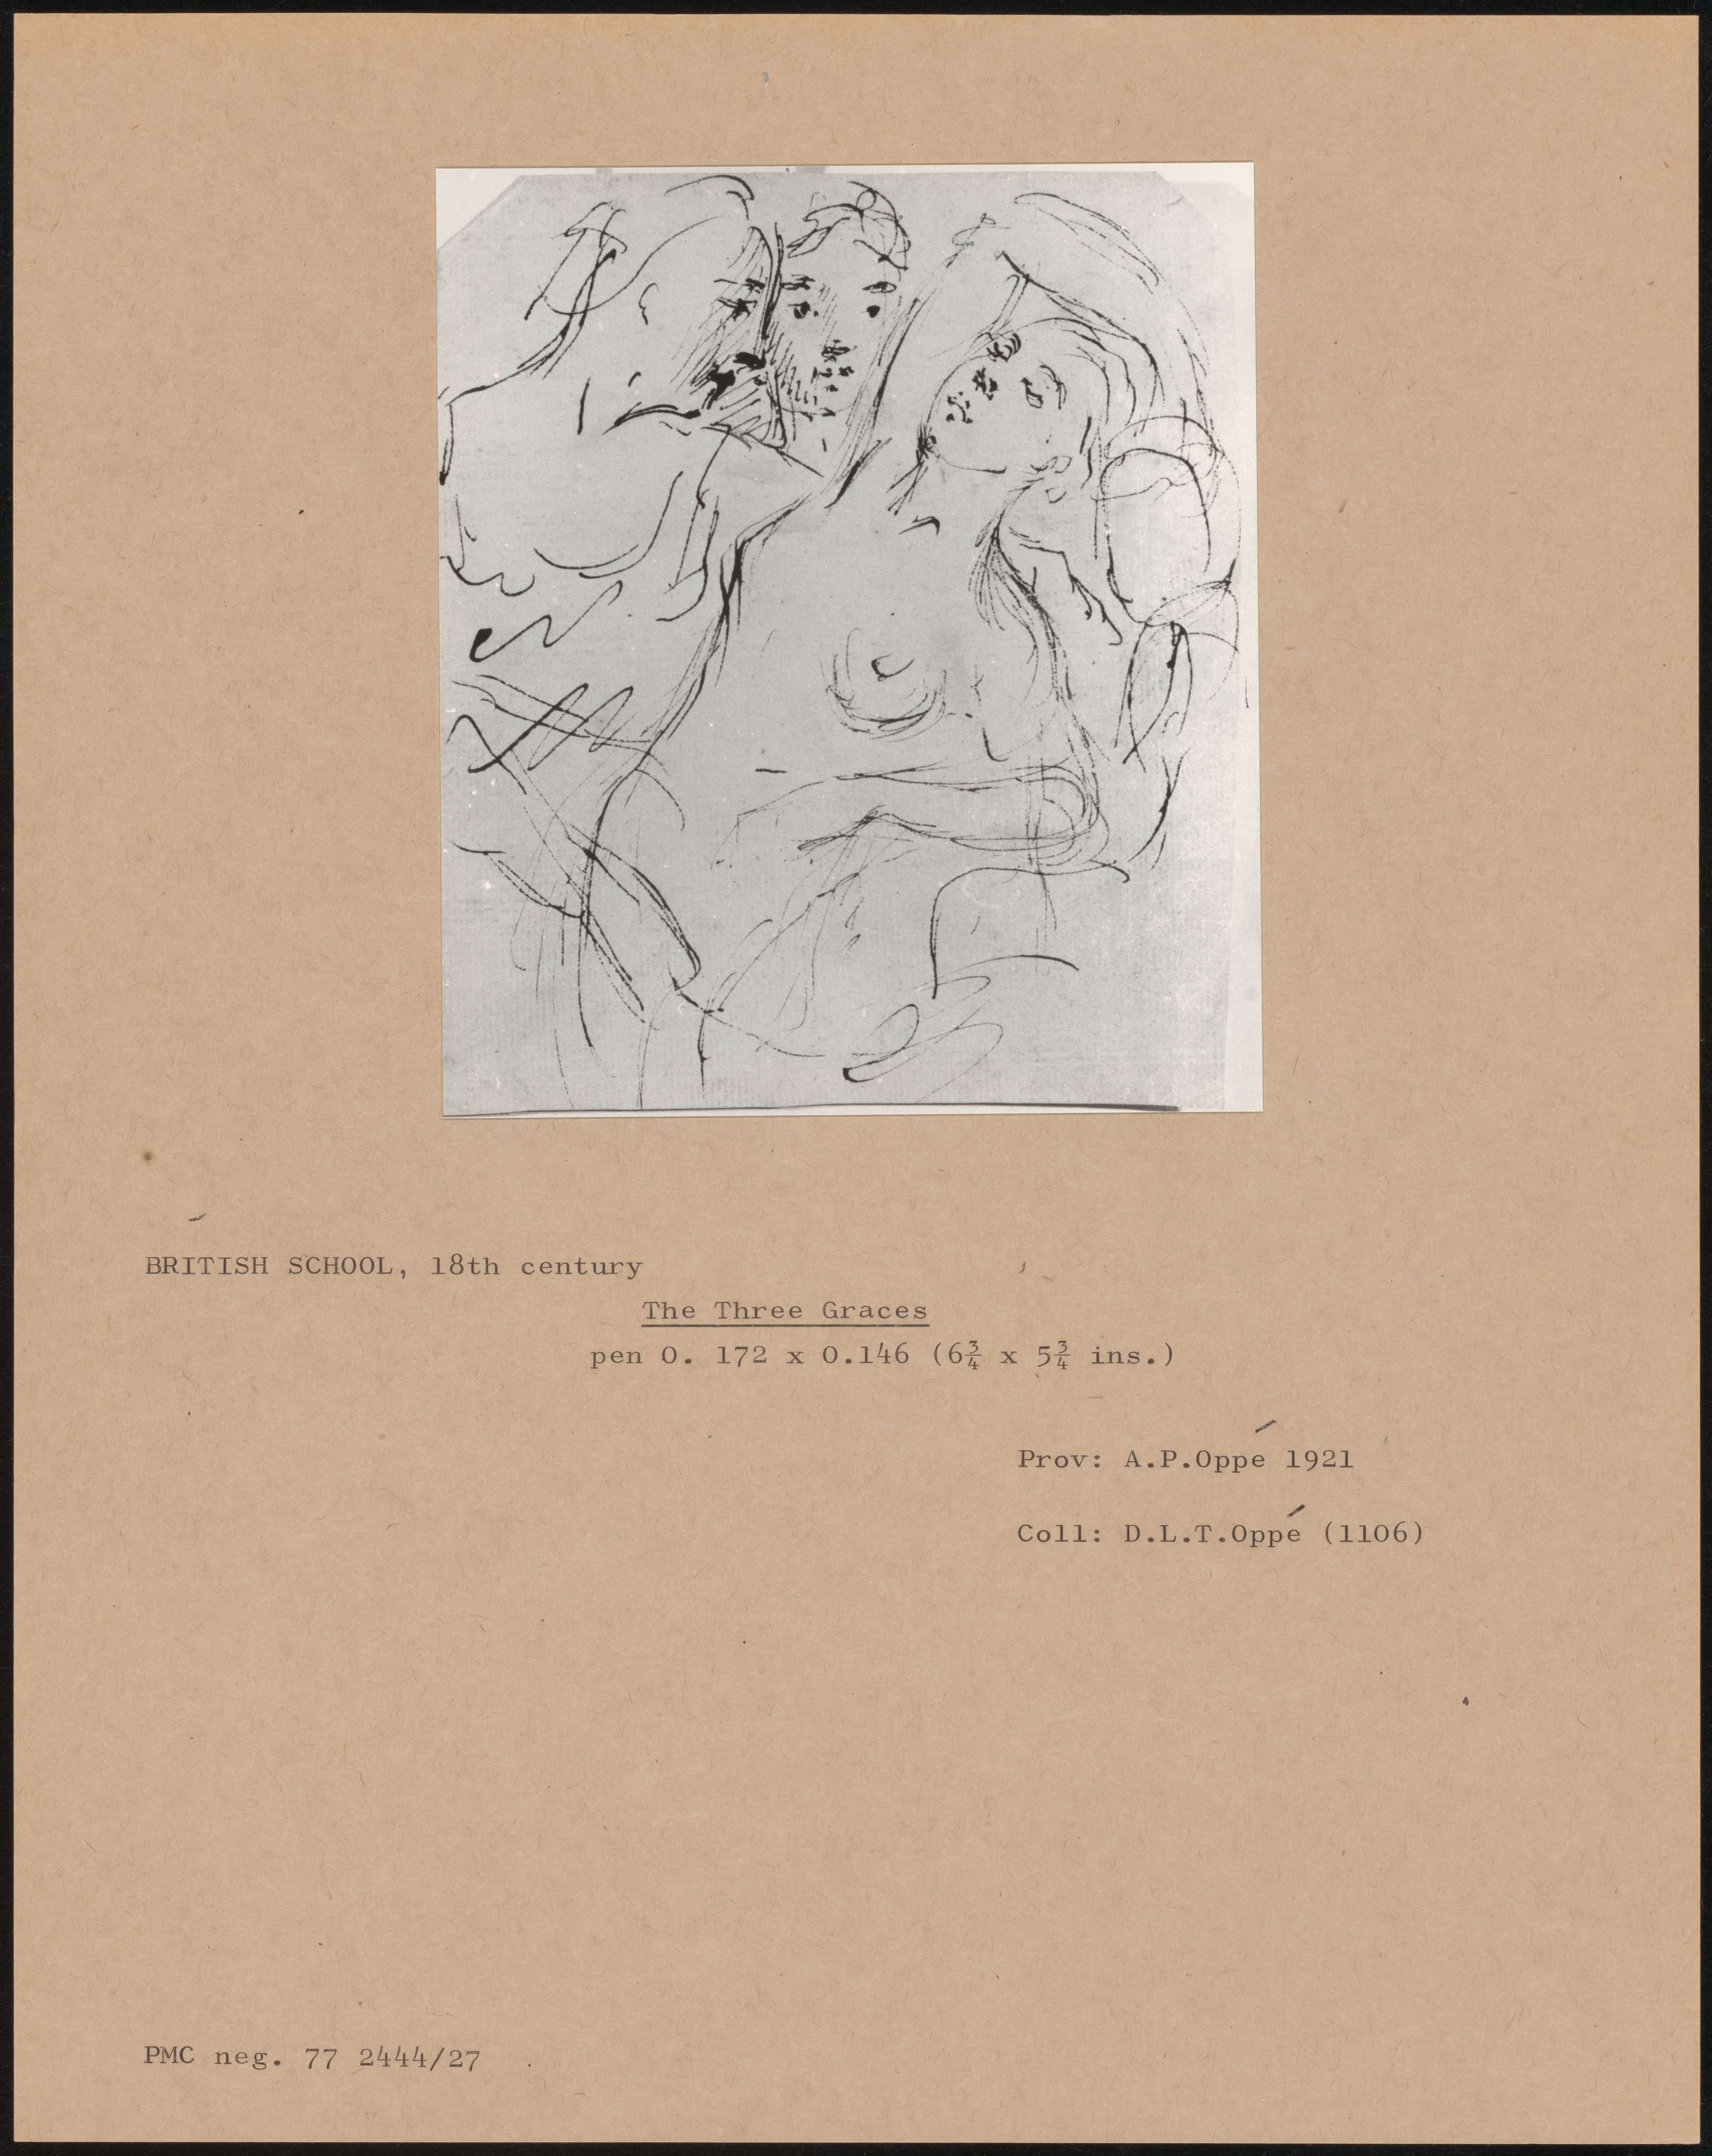 BRITISH SCHOOL, 18th century
The Three Graces
pen 0. 172 x 0.146 (6¾ x 5¾ ins.)
Prov: A.P.Oppé 1921
Coll: D.L.T.Oppé (1106)
PMC neg. 77 2444/27